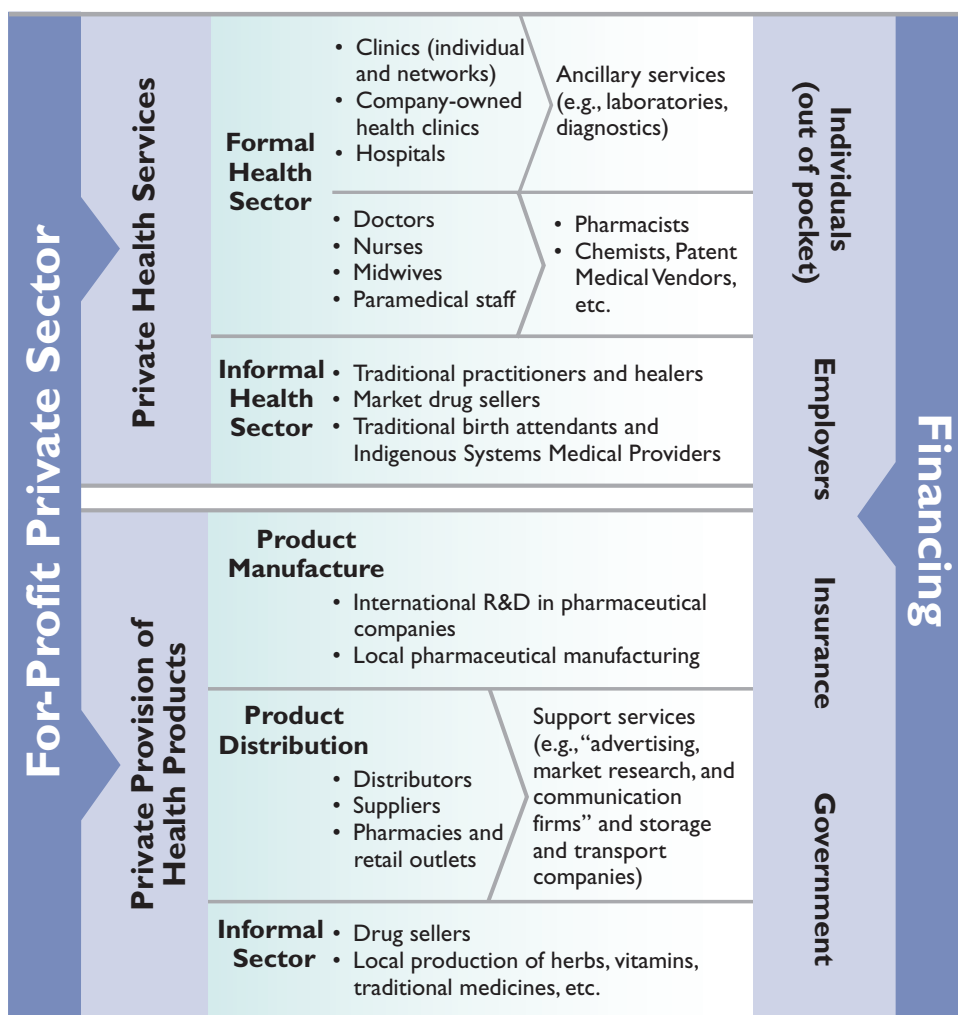 For-Profit Private Sector
Private Health Services
Formal
Health
Sector
• Clinics (individual
and networks)
• Company-owned
health clinics
• Hospitals
Ancillary services
(e.g., laboratories,
diagnostics)
• Doctors
• Nurses
• Midwives
• Paramedical staff
• Pharmacists
• Chemists, Patent
Medical Vendors,
etc.
Informal
Health
Sector
• Traditional practitioners and healers
• Market drug sellers
• Traditional birth attendants and
Indigenous Systems Medical Providers
Private Provision of
Health Products
Product
Manufacture
• International R&D in pharmaceutical
companies
• Local pharmaceutical manufacturing
Product
Distribution
• Distributors
• Suppliers
• Pharmacies and
retail outlets
Support services
(e.g., “advertising,
market research, and
communication
firms” and storage
and transport
companies)
Informal
Sector
• Drug sellers
• Local production of herbs, vitamins,
traditional medicines, etc.
Individuals
(out of pocket)
Employers
Insurance
Government
Financing